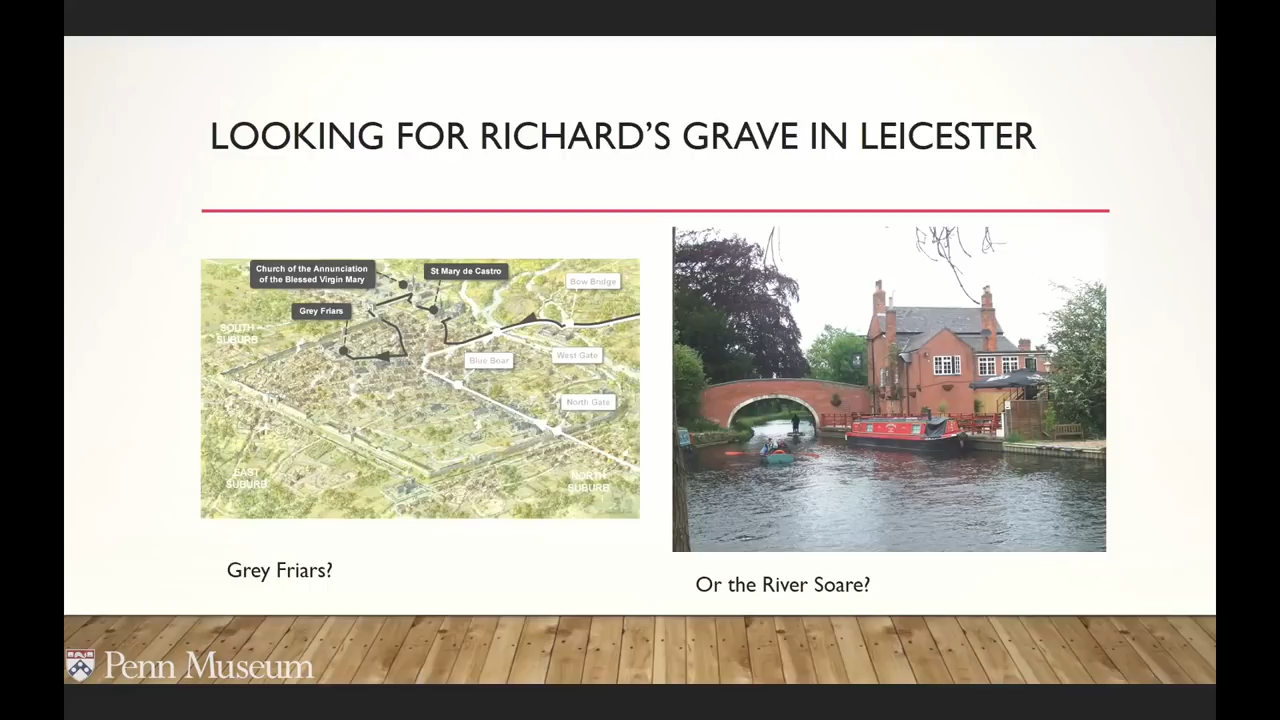 LOOKING FOR RICHARD'S GRAVE IN LEICESTER
Church of the Annunciation
of the Blessed Virgin Mary
St Mary de Castro
Bow Bridge
Grey Friars
SOUTH
SUBURB
Blue Boar
West Gate
North Gate
EAST
SUBURB
NORTH
SUBURB
Grey Friars?
Or the River Soare?
Penn Museum